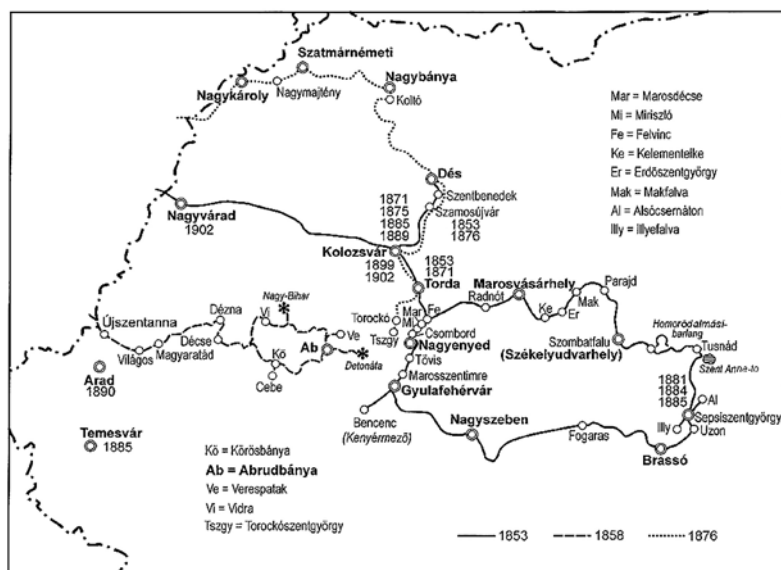 Szatmárnémeti
Nagybánya
Nagykároly
Nagymajtény
Koltó
Mar = Marosdécse
Mi = Miriszló
Fe = Felvinc
Ke = Kelementelke
Er = Erdőszentgyörgy
Mak = Makfalva
Al = Alsócsernáton
Illy = Illyefalva
Dés
Szentbenedek
Szamosújvár
1871
1875
1885
1889
1853
1876
Nagyvárad
1902
Kolozsvár
1899
1902
1853
1871
Torda
Marosvásárhely
Parajd
Radnót
Mak
Ke
Er
Nagy-Bihar
Dézna
Vi
Torockó
Mar
Fe
Mi
Tszgy
Csombord
Nagyenyed
Újszentanna
Világos
Magyaratád
Décse
Ab
Ve
Detonáta
Kö
Cebe
Szombatfalu
(Székelyudvarhely)
Homoródalmási-
barlang
Tusnád
Szent Anna-tó
Arad
1890
Tövis
Marosszentimre
Gyulafehérvár
1881
1884
1885
Al
Sepsiszentgyörgy
Illy
Uzon
Bencenc
(Kenyérmező)
Nagyszeben
Fogaras
Brassó
Temesvár
1885
Kö = Körösbánya
Ab = Abrudbánya
Ve = Verespatak
Vi = Vidra
Tszgy = Torockószentgyörgy
1853
1858
1876